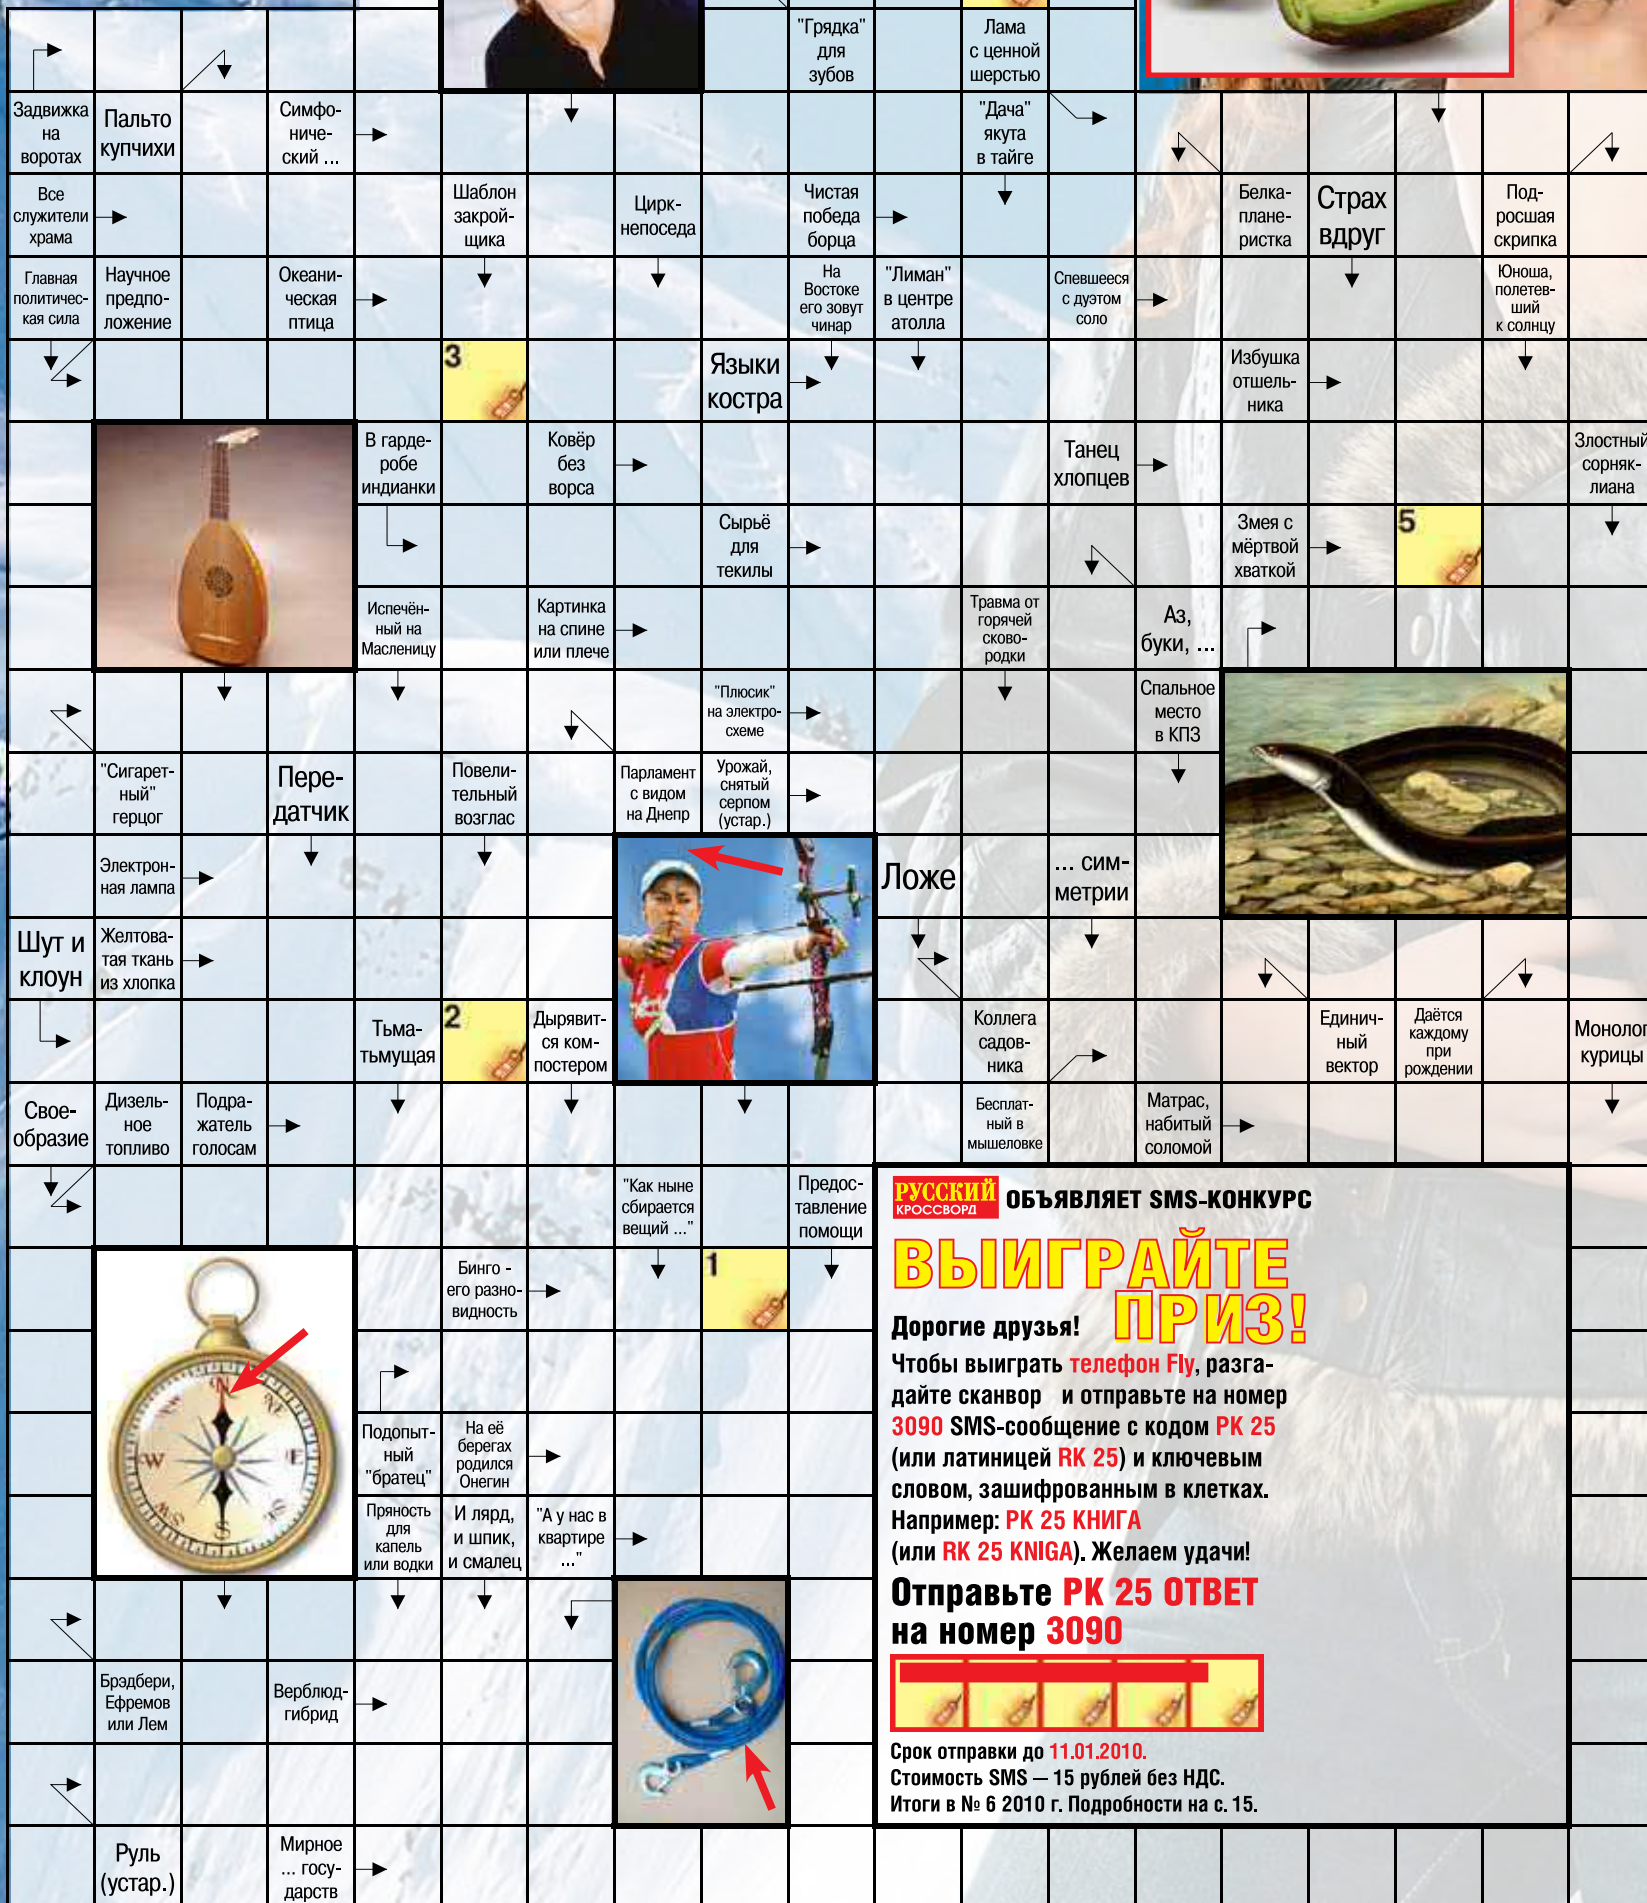 "Грядка"
для
зубов
Лама
с ценной
шерстью
Задвижка
на
воротах
Пальто
купчихи
Симфо-
ниче-
ский ...
"Дача"
якута
в тайге
Все
служители
храма
Шаблон
закрой-
щика
Цирк-
непоседа
Чистая
победа
борца
Белка-
плане-
ристка
Страх
вдруг
Под-
росшая
скрипка
Главная
политичес-
кая сила
Научное
предпо-
ложение
Океани-
ческая
птица
На
Востоке
его зовут
чинар
"Лиман"
в центре
атолла
Спевшееся
с дуэтом
соло
Юноша,
полетев-
ший
к солнцу
3
Языки
костра
Избушка
отшель-
ника
В гарде-
робе
индианки
Ковёр
без
ворса
Танец
хлопцев
Злостный
сорняк-
лиана
Сырьё
для
текилы
Змея с
мёртвой
хваткой
5
Испечён-
ный на
Масленицу
Картинка
на спине
или плече
Травма от
горячей
сково-
родки
Аз,
буки, ...
"Плюсик"
на электро-
схеме
Спальное
место
в КПЗ
"Сигарет-
ный"
герцог
Пере-
датчик
Повели-
тельный
возглас
Парламент
с видом
на Днепр
Урожай,
снятый
серпом
(устар.)
Электрон-
ная лампа
Ложе
... сим-
метрии
Шут и
клоун
Желтова-
тая ткань
из хлопка
Тьма-
тьмущая
2
Дырявит-
ся ком-
постером
Коллега
садов-
ника
Единич-
ный
вектор
Даётся
каждому
при
рождении
Монолог
курицы
Свое-
образие
Дизель-
ное
топливо
Подра-
жатель
голосам
Бесплат-
ный в
мышеловке
Матрас,
набитый
соломой
"Как ныне
сбирается
вещий ..."
Предос-
тавление
помощи
Бинго -
его разно-
видность
1
N
NE
E
S
W
Подопыт-
ный
"братец"
На её
берегах
родился
Онегин
Пряность
для
капель
или водки
И лярд,
и шпик,
и смалец
"А у нас в
квартире
..."
Брэдбери,
Ефремов
или Лем
Верблюд-
гибрид
Руль
(устар.)
Мирное
... госу-
дарств
РУССКИЙ
КРОССВОРД
ОБЪЯВЛЯЕТ SMS-КОНКУРС
ВЫИГРАЙТЕ
ПРИЗ!
Дорогие друзья!
Чтобы выиграть телефон Fly, разга-
дайте сканвор и отправьте на номер
3090 SMS-сообщение с кодом РК 25
(или латиницей RK 25) и ключевым
словом, зашифрованным в клетках.
Например: РК 25 КНИГА
(или RK 25 KNIGA). Желаем удачи!
Отправьте РК 25 ОТВЕТ
на номер 3090
Срок отправки до 11.01.2010.
Стоимость SMS — 15 рублей без НДС.
Итоги в № 6 2010 г. Подробности на с. 15.